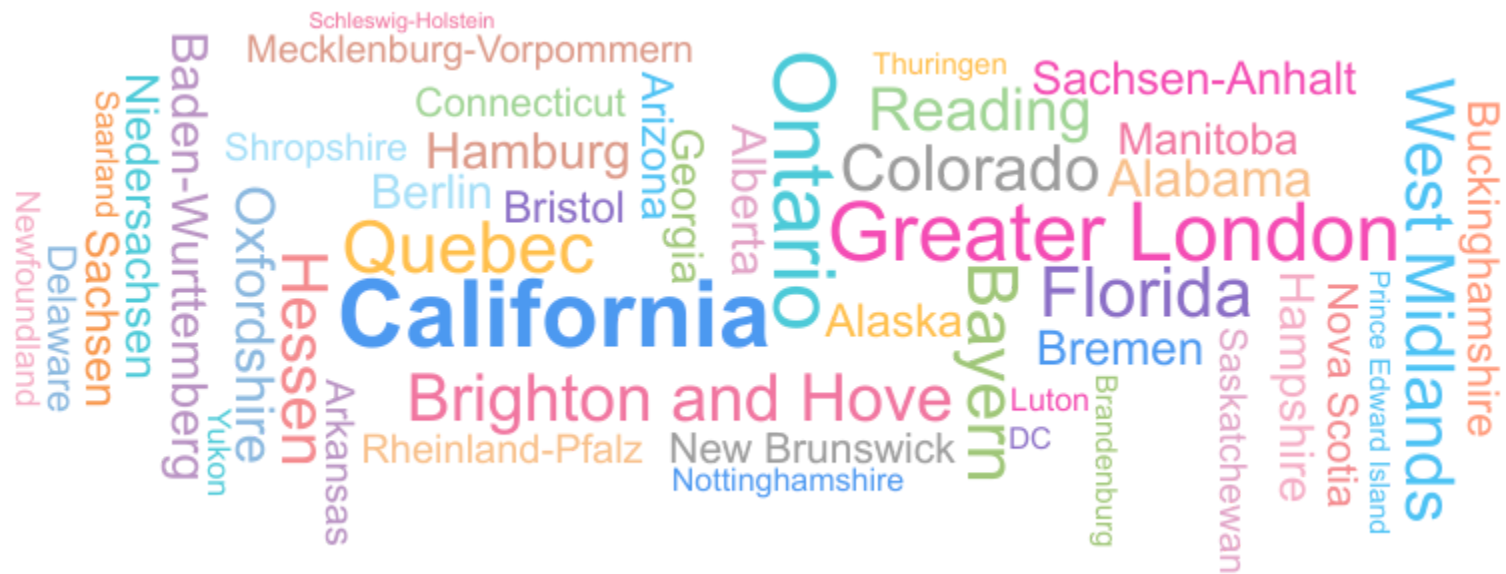 Schleswig-Holstein
Mecklenburg-Vorpommern
Baden-Wurttemberg
Niedersachsen
Saarland
Newfoundland
Delaware
Sachsen
Connecticut
Shropshire
Hamburg
Berlin
Bristol
Arizona
Georgia
Alberta
Ontario
Thuringen
Sachsen-Anhalt
Reading
Manitoba
Colorado
Alabama
West Midlands
Buckinghamshire
Oxfordshire
Quebec
Greater London
Hessen
California
Alaska
Bayern
Florida
Bremen
Hampshire
Nova Scotia
Prince Edward Island
Saskatchewan
Yukon
Arkansas
Brighton and Hove
Luton
DC
Brandenburg
Rheinland-Pfalz
New Brunswick
Nottinghamshire